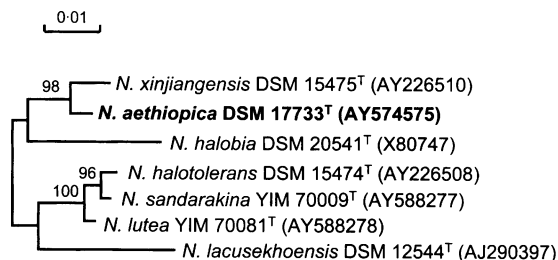 0·01
98
N. xinjiangensis DSM 15475ᵀ (AY226510)
N. aethiopica DSM 17733ᵀ (AY574575)
N. halobia DSM 20541ᵀ (X80747)
96
N. halotolerans DSM 15474ᵀ (AY226508)
100
N. sandarakina YIM 70009ᵀ (AY588277)
N. lutea YIM 70081ᵀ (AY588278)
N. lacusekhoensis DSM 12544ᵀ (AJ290397)